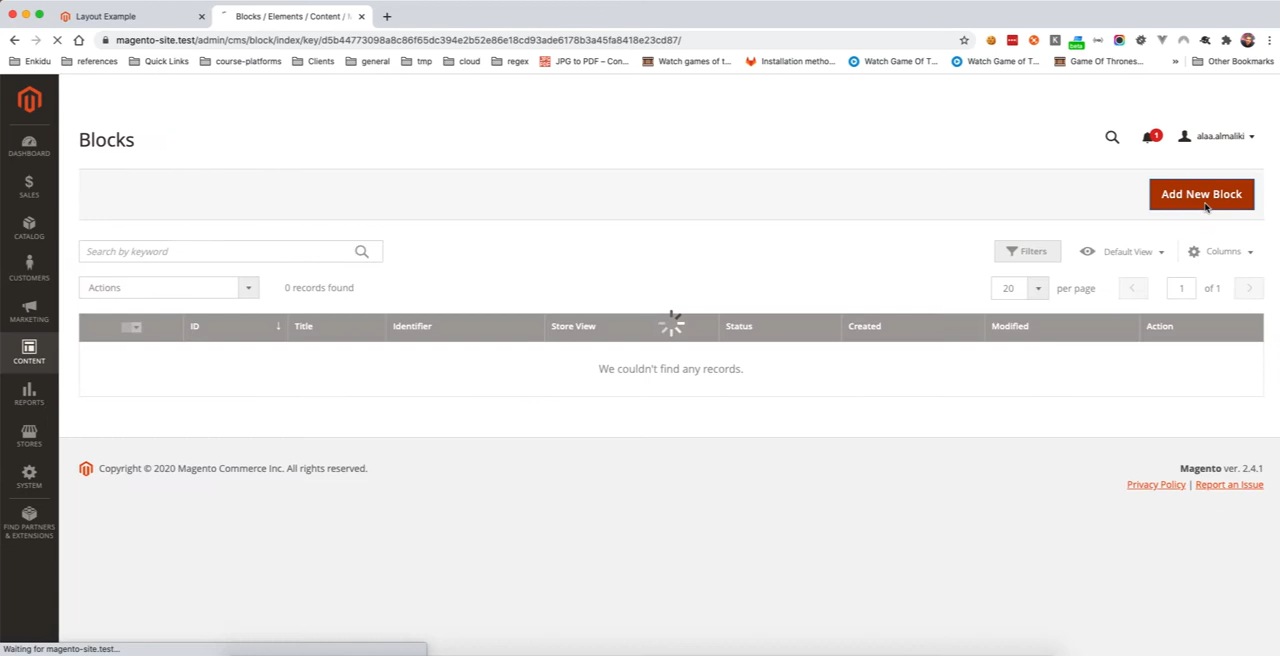 Layout Example
Blocks / Elements / Content /
magento-site.test/admin/cms/block/index/key/d5b44773098a8c86f65dc394e2b52e86e18cd93ade6178b3a45fa8418e23cd87/
beta
Enkidu references Quick Links course-platforms Clients general tmp cloud regex JPG to PDF – Con... Watch games of t... Installation metho... Watch Game Of T... Watch Game of T... Game Of Thrones... » Other Bookmarks
DASHBOARD
SALES
CATALOG
CUSTOMERS
MARKETING
CONTENT
REPORTS
STORES
SYSTEM
FIND PARTNERS
& EXTENSIONS
Blocks
1
alaa.almaliki
Add New Block
Search by keyword
Filters
Default View
Columns
Actions
0 records found
20
per page
1
of 1
ID Title Identifier Store View Status Created Modified Action
We couldn't find any records.
Copyright © 2020 Magento Commerce Inc. All rights reserved.
Magento ver. 2.4.1
Privacy Policy | Report an Issue
Waiting for magento-site.test...